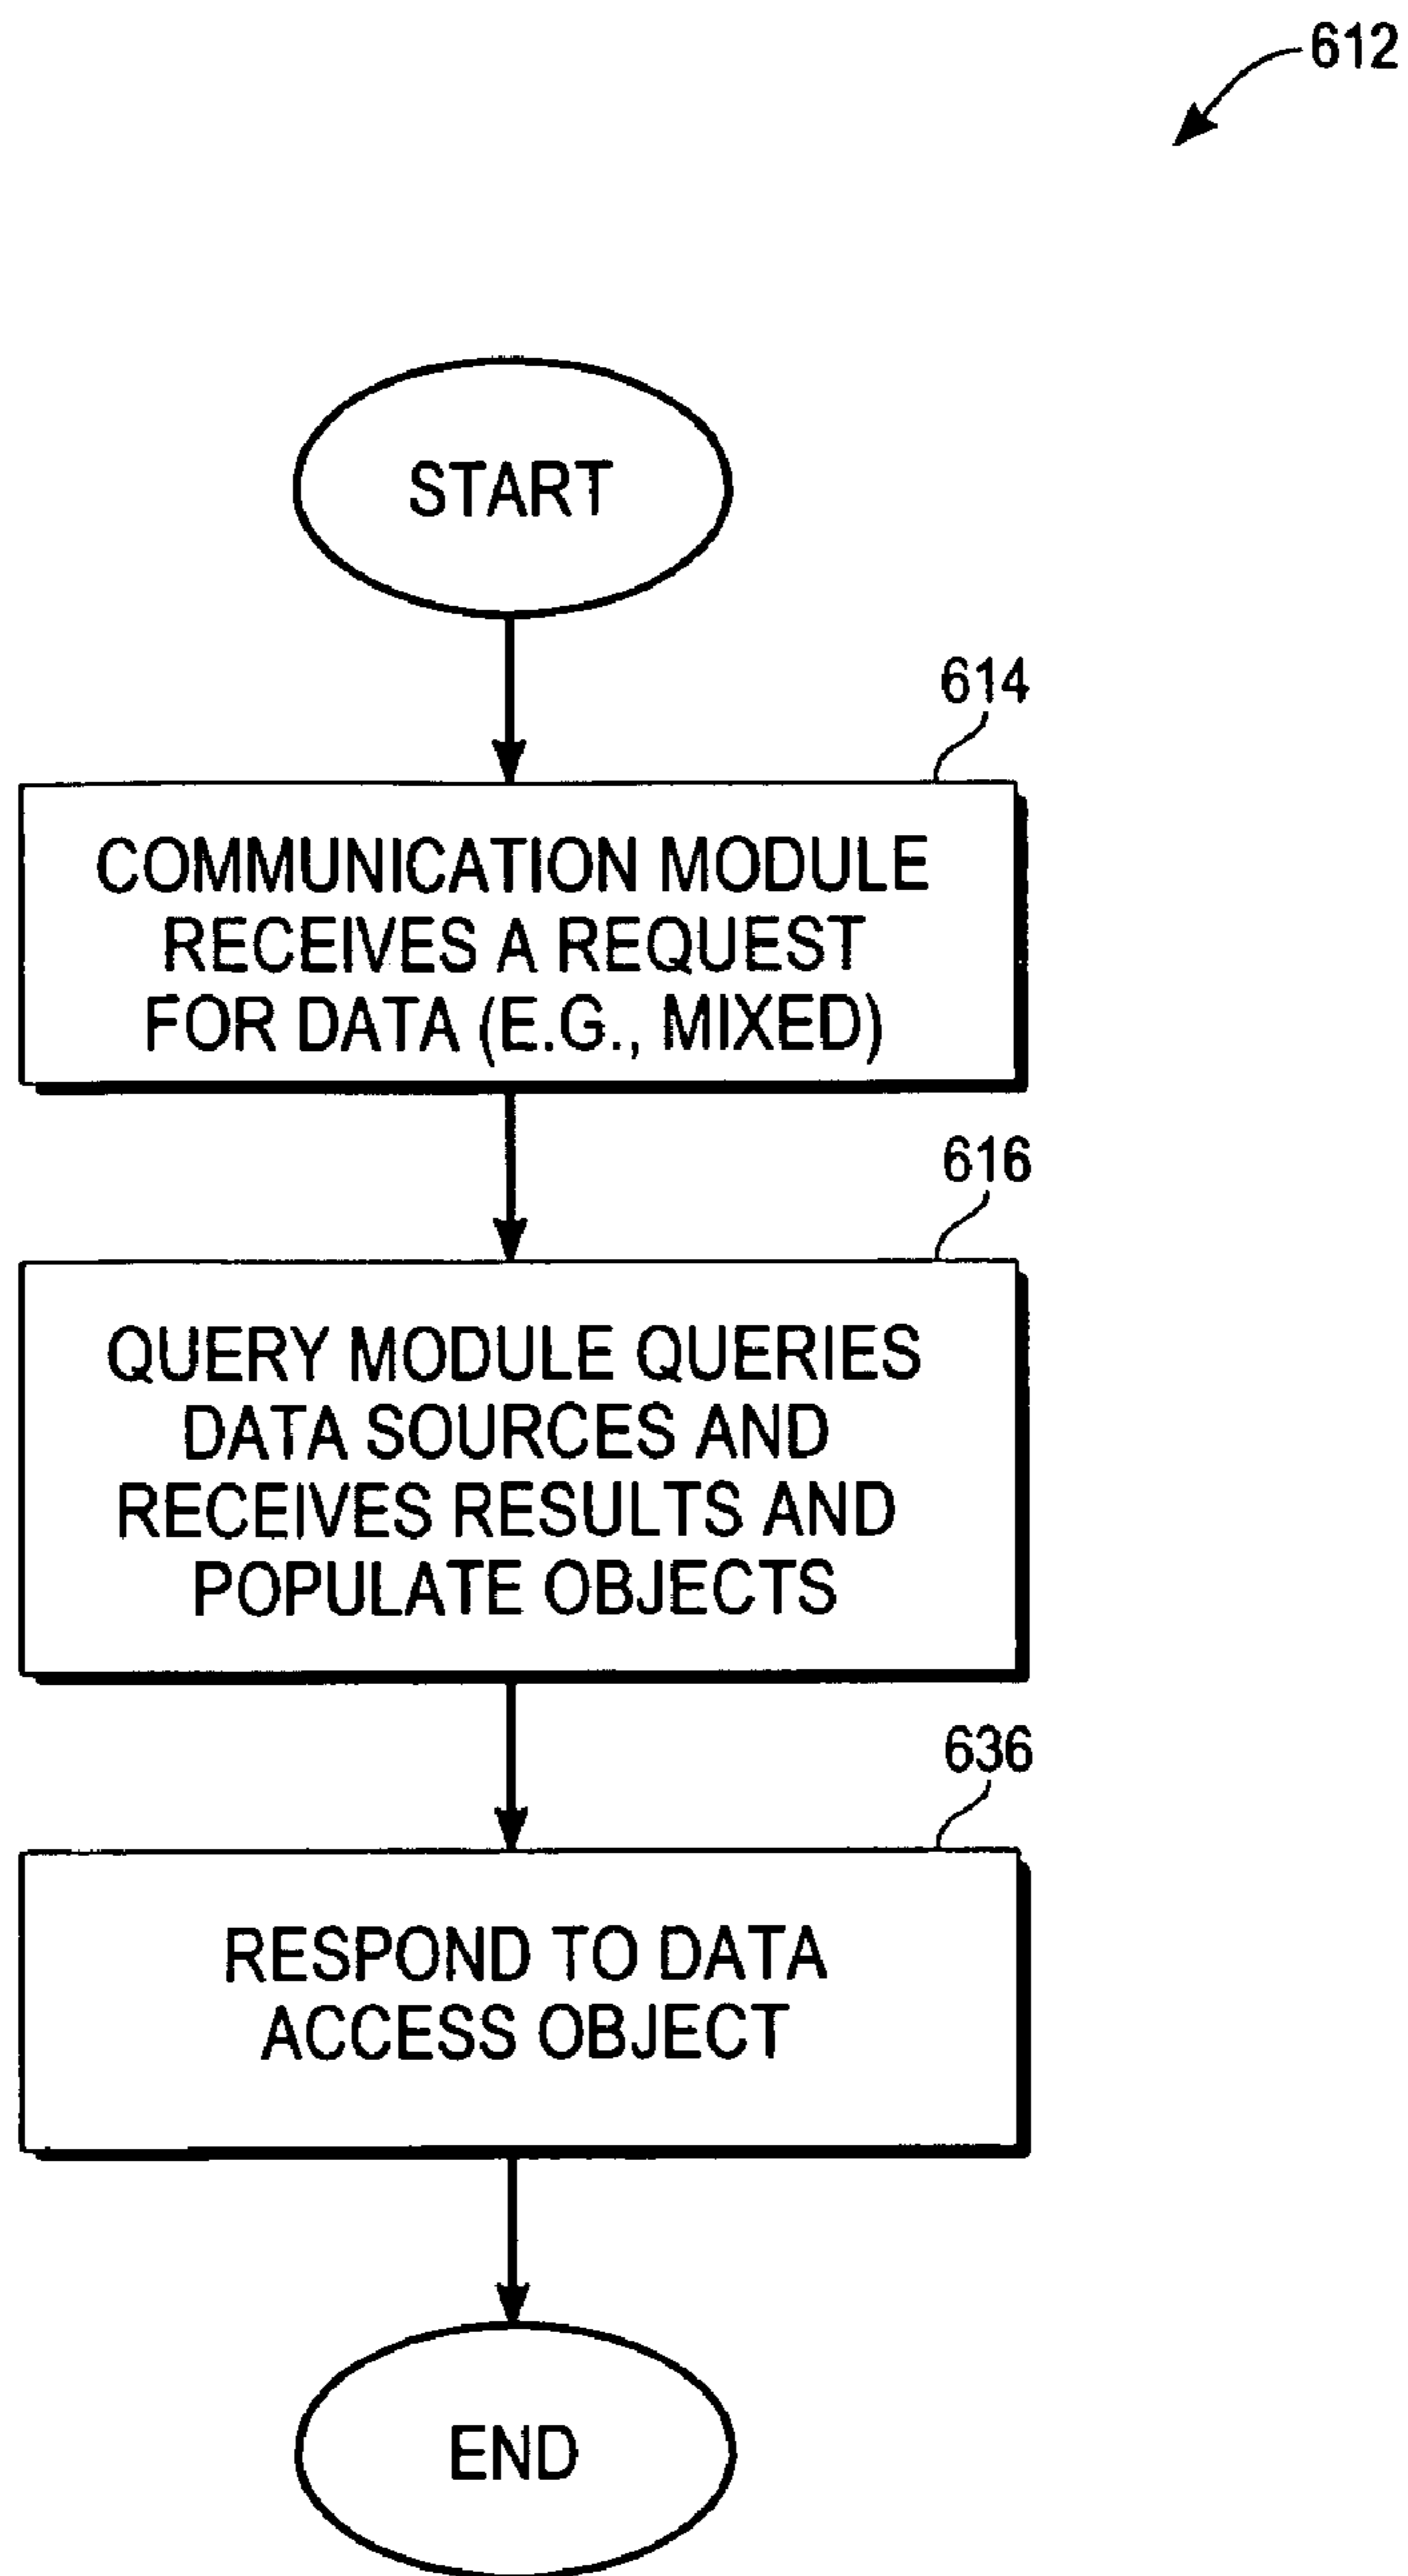 612
START
614
COMMUNICATION MODULE
RECEIVES A REQUEST
FOR DATA (E.G., MIXED)
616
QUERY MODULE QUERIES
DATA SOURCES AND
RECEIVES RESULTS AND
POPULATE OBJECTS
636
RESPOND TO DATA
ACCESS OBJECT
END